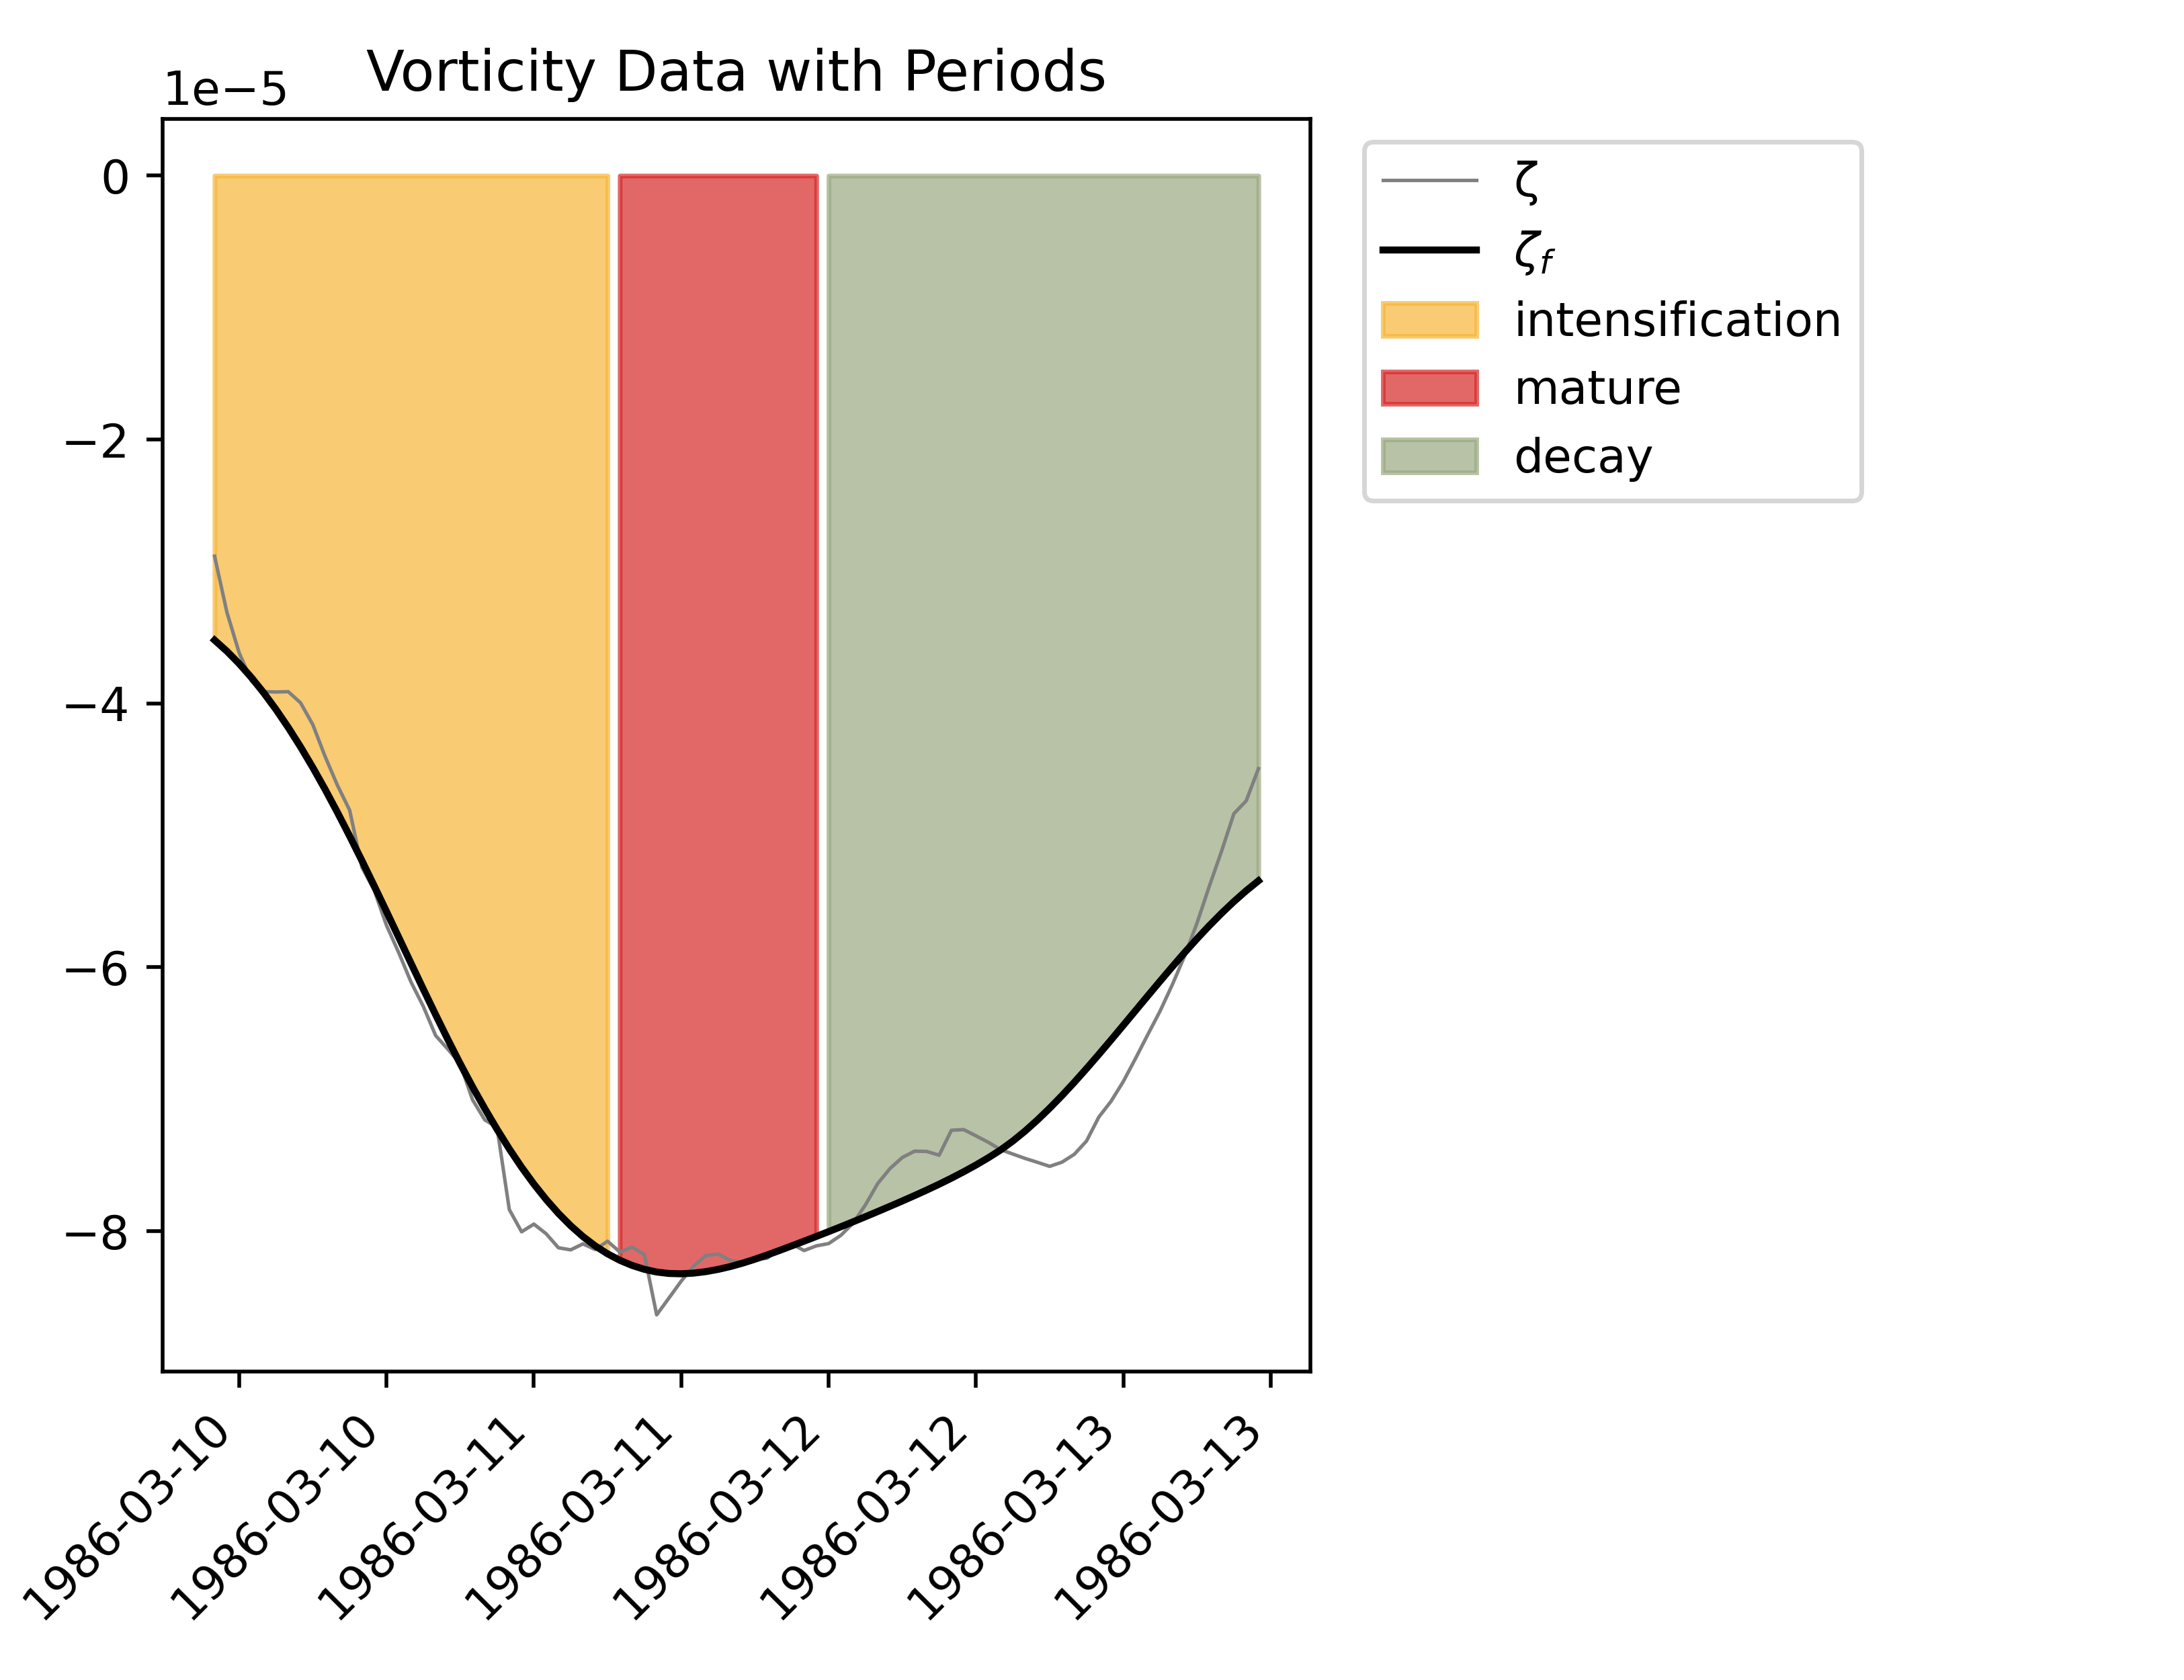 Vorticity Data with Periods
1e−5
0
−2
−4
−6
−8
1986-03-10
1986-03-10
1986-03-11
1986-03-11
1986-03-12
1986-03-12
1986-03-13
1986-03-13
ζ
ζf
intensification
mature
decay